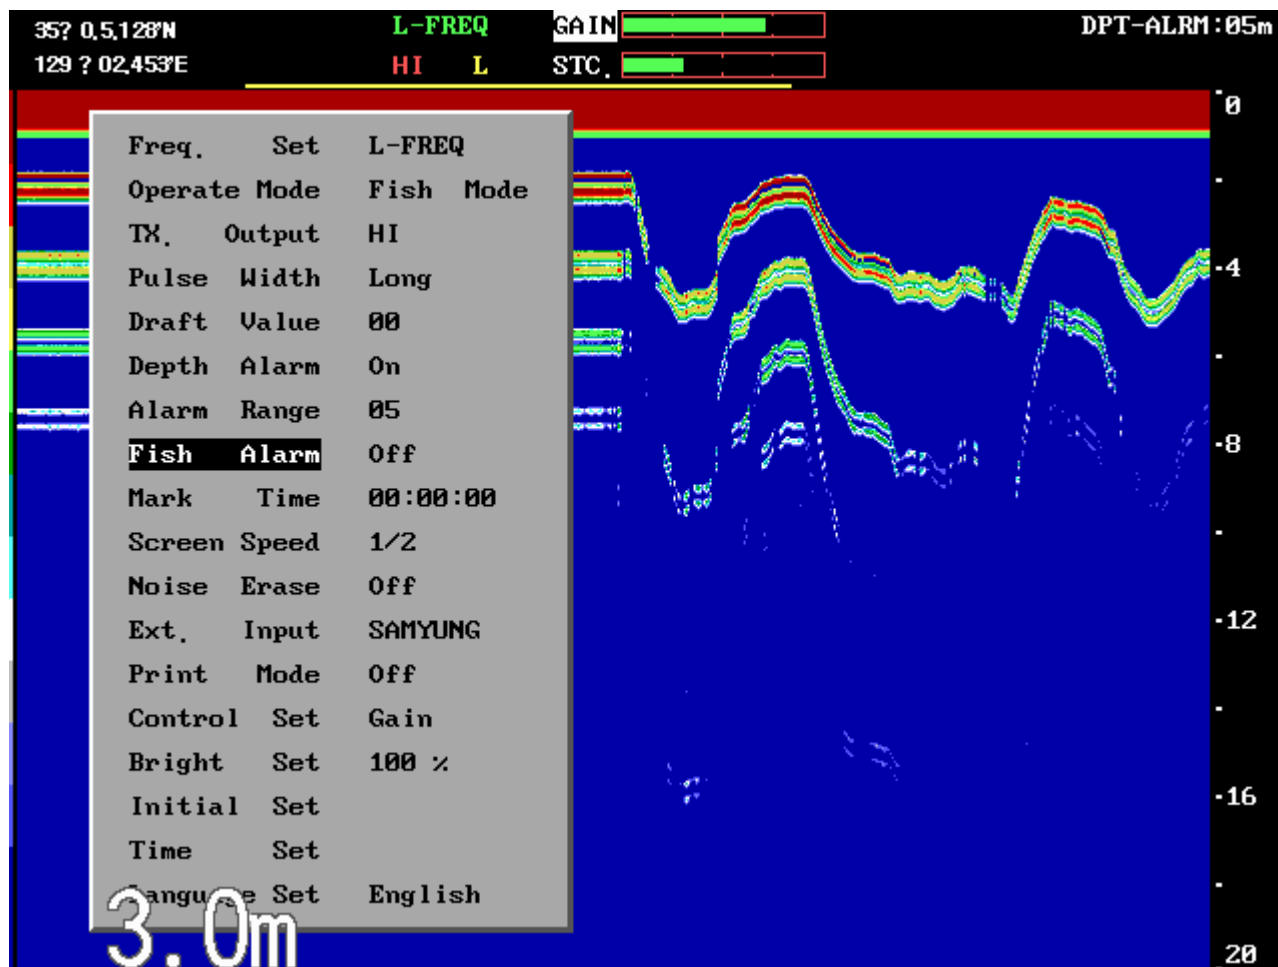 35? 0,5,128'N L-FREQ GAIN DPT-ALRM:05m
129 ? 02,453'E HI L STC.
0
Freq. Set L-FREQ
Operate Mode Fish Mode
TX. Output HI
Pulse Width Long
-4
Draft Value 00
Depth Alarm On
Alarm Range 05
-8
Fish Alarm Off
Mark Time 00:00:00
Screen Speed 1/2
Noise Erase Off
-12
Ext. Input SAMYUNG
Print Mode Off
Control Set Gain
Bright Set 100 %
-16
Initial Set
Time Set
Language Set English
3.0m
20